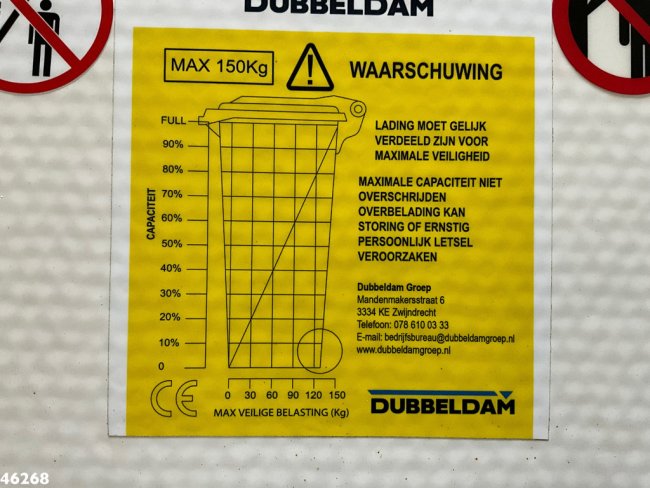 DUBBELDAM
MAX 150Kg
WAARSCHUWING
FULL
90%
80%
70%
60%
50%
40%
30%
20%
10%
0
CAPACITEIT
0 30 60 90 120 150
MAX VEILIGE BELASTING (Kg)
CE
LADING MOET GELIJK
VERDEELD ZIJN VOOR
MAXIMALE VEILIGHEID
MAXIMALE CAPACITEIT NIET
OVERSCHRIJDEN
OVERBELADING KAN
STORING OF ERNSTIG
PERSOONLIJK LETSEL
VEROORZAKEN
Dubbeldam Groep
Mandenmakersstraat 6
3334 KE Zwijndrecht
Telefoon: 078 610 03 33
E-mail: bedrijfsbureau@dubbeldamgroep.nl
www.dubbeldamgroep.nl
DUBBELDAM
46268